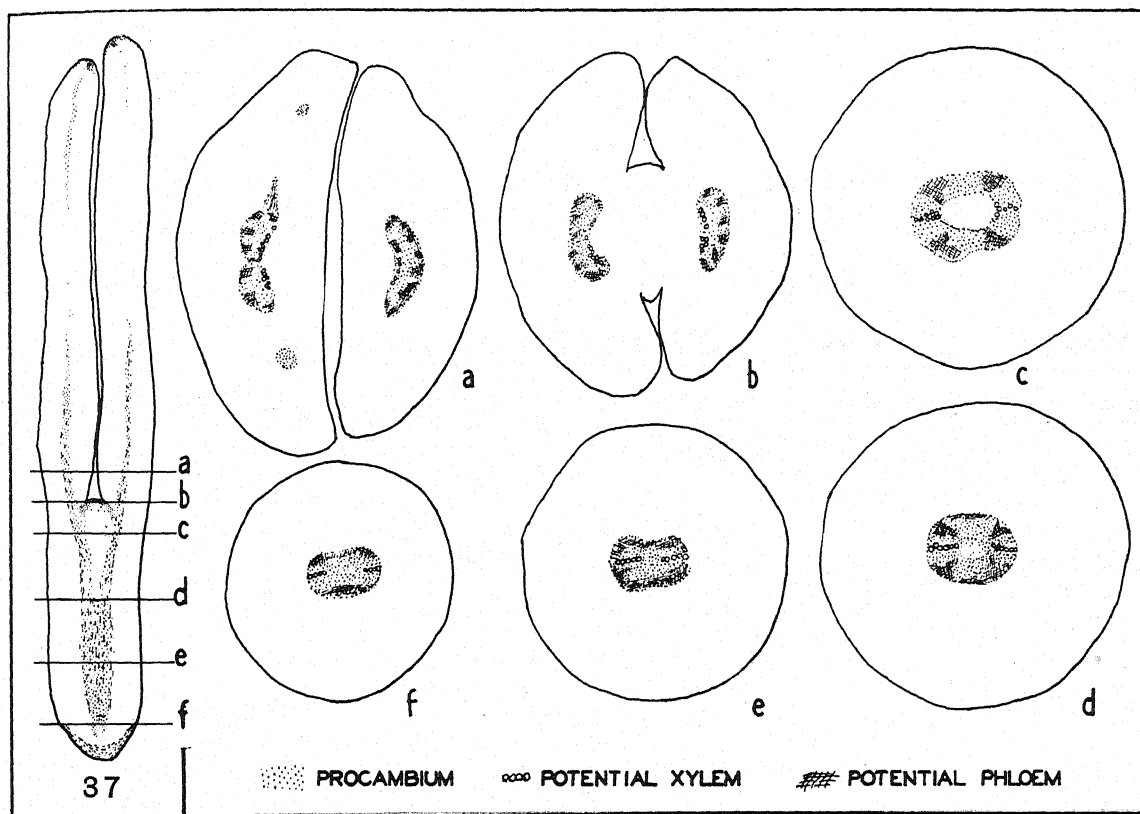 a
b
c
d
e
f
a
b
c
f
e
d
37
PROCAMBIUM
POTENTIAL XYLEM
POTENTIAL PHLOEM